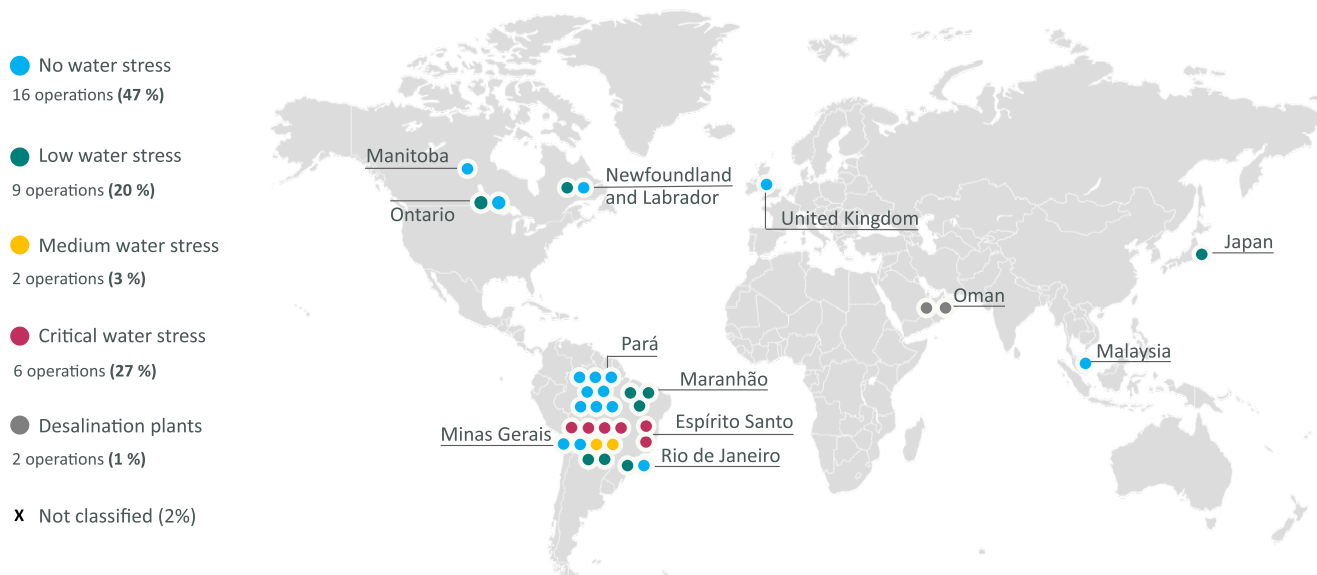 No water stress
16 operations (47 %)
Low water stress
9 operations (20 %)
Medium water stress
2 operations (3 %)
Critical water stress
6 operations (27 %)
Desalination plants
2 operations (1 %)
X Not classified (2%)
Manitoba
Ontario
Newfoundland
and Labrador
United Kingdom
Japan
Oman
Malaysia
Pará
Maranhão
Espírito Santo
Minas Gerais
Rio de Janeiro